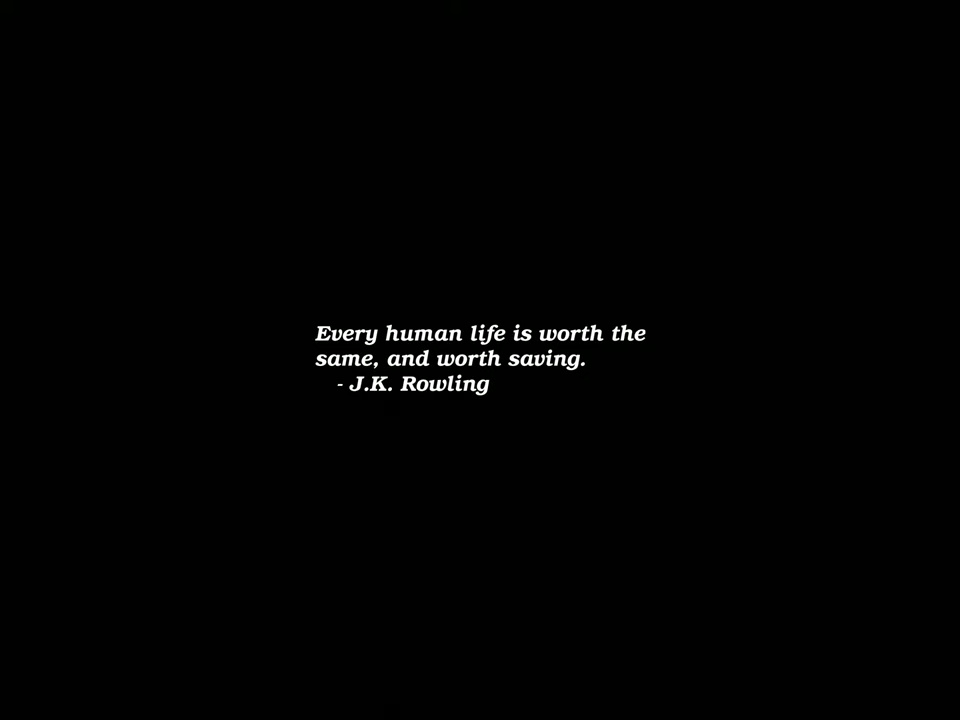 Every human life is worth the
same, and worth saving.
- J.K. Rowling